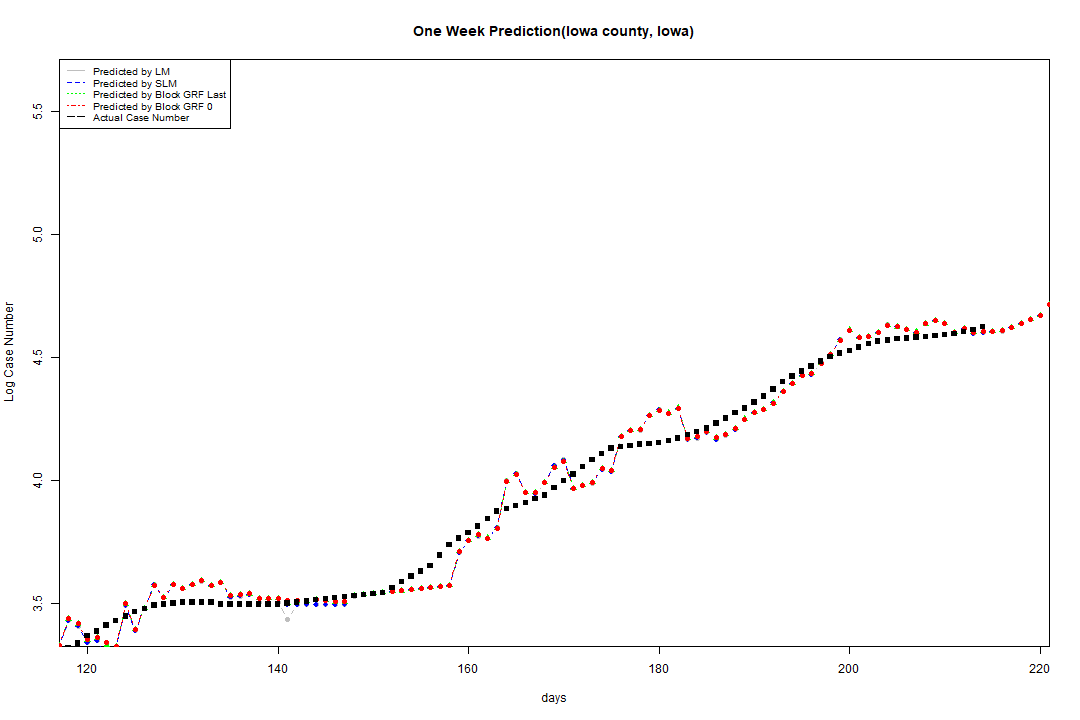 One Week Prediction(Iowa county, Iowa)
Predicted by LM
Predicted by SLM
Predicted by Block GRF Last
Predicted by Block GRF 0
Actual Case Number
5.5
5.0
4.5
4.0
3.5
Log Case Number
120 140 160 180 200 220
days